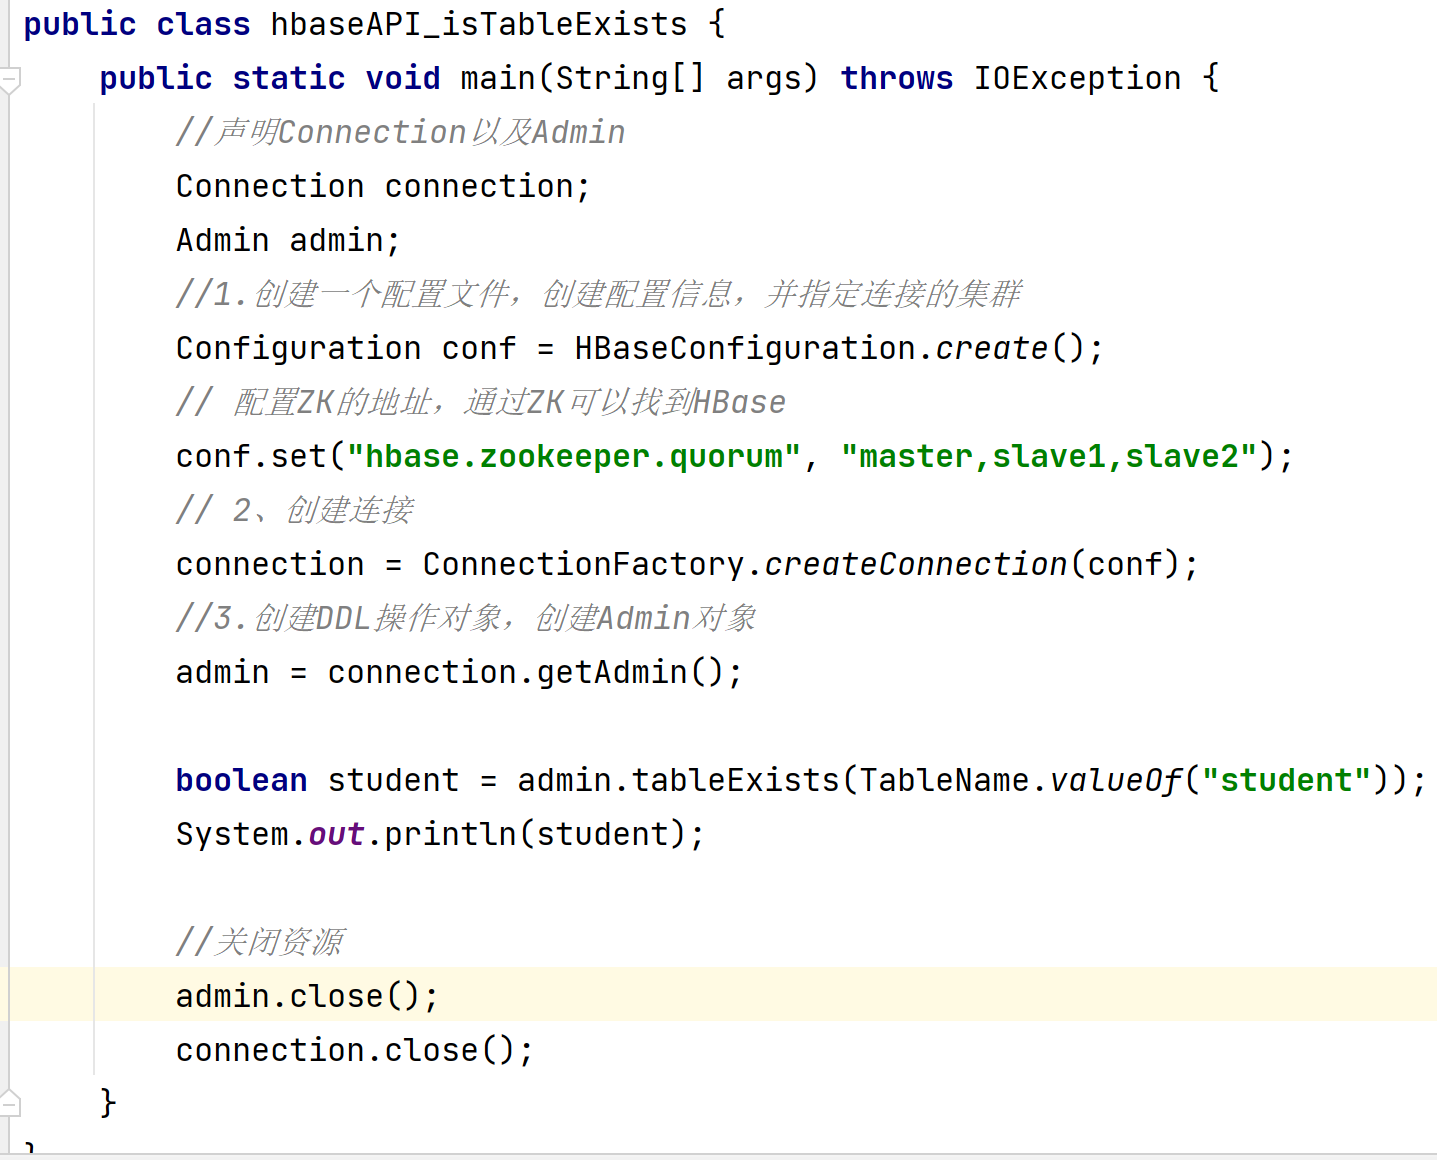 public class hbaseAPI_isTableExists {
public static void main(String[] args) throws IOException {
//声明Connection以及Admin
Connection connection;
Admin admin;
//1.创建一个配置文件，创建配置信息，并指定连接的集群
Configuration conf = HBaseConfiguration.create();
// 配置ZK的地址，通过ZK可以找到HBase
conf.set("hbase.zookeeper.quorum", "master,slave1,slave2");
// 2、创建连接
connection = ConnectionFactory.createConnection(conf);
//3.创建DDL操作对象，创建Admin对象
admin = connection.getAdmin();
boolean student = admin.tableExists(TableName.valueOf("student"));
System.out.println(student);
//关闭资源
admin.close();
connection.close();
}
}